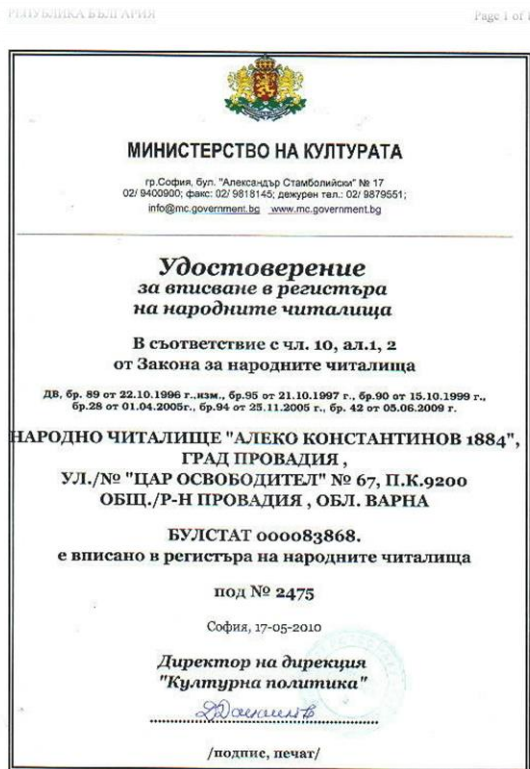 РЕПУБЛИКА БЪЛГАРИЯ
Page 1 of 1
МИНИСТЕРСТВО НА КУЛТУРАТА
гр.София, бул. "Александър Стамболийски" № 17
02/ 9400900; факс: 02/ 9818145; дежурен тел.: 02/ 9879551;
info@mc.government.bg www.mc.government.bg
Удостоверение
за вписване в регистъра
на народните читалища
В съответствие с чл. 10, ал.1, 2
от Закона за народните читалища
ДВ, бр. 89 от 22.10.1996 г.,изм., бр.95 от 21.10.1997 г., бр.90 от 15.10.1999 г.,
бр.28 от 01.04.2005г., бр.94 от 25.11.2005 г., бр. 42 от 05.06.2009 г.
НАРОДНО ЧИТАЛИЩЕ "АЛЕКО КОНСТАНТИНОВ 1884",
ГРАД ПРОВАДИЯ ,
УЛ./№ "ЦАР ОСВОБОДИТЕЛ" № 67, П.К.9200
ОБЩ./Р-Н ПРОВАДИЯ , ОБЛ. ВАРНА
БУЛСТАТ 000083868.
е вписано в регистъра на народните читалища
под № 2475
София, 17-05-2010
Директор на дирекция
"Културна политика"
/подпис, печат/